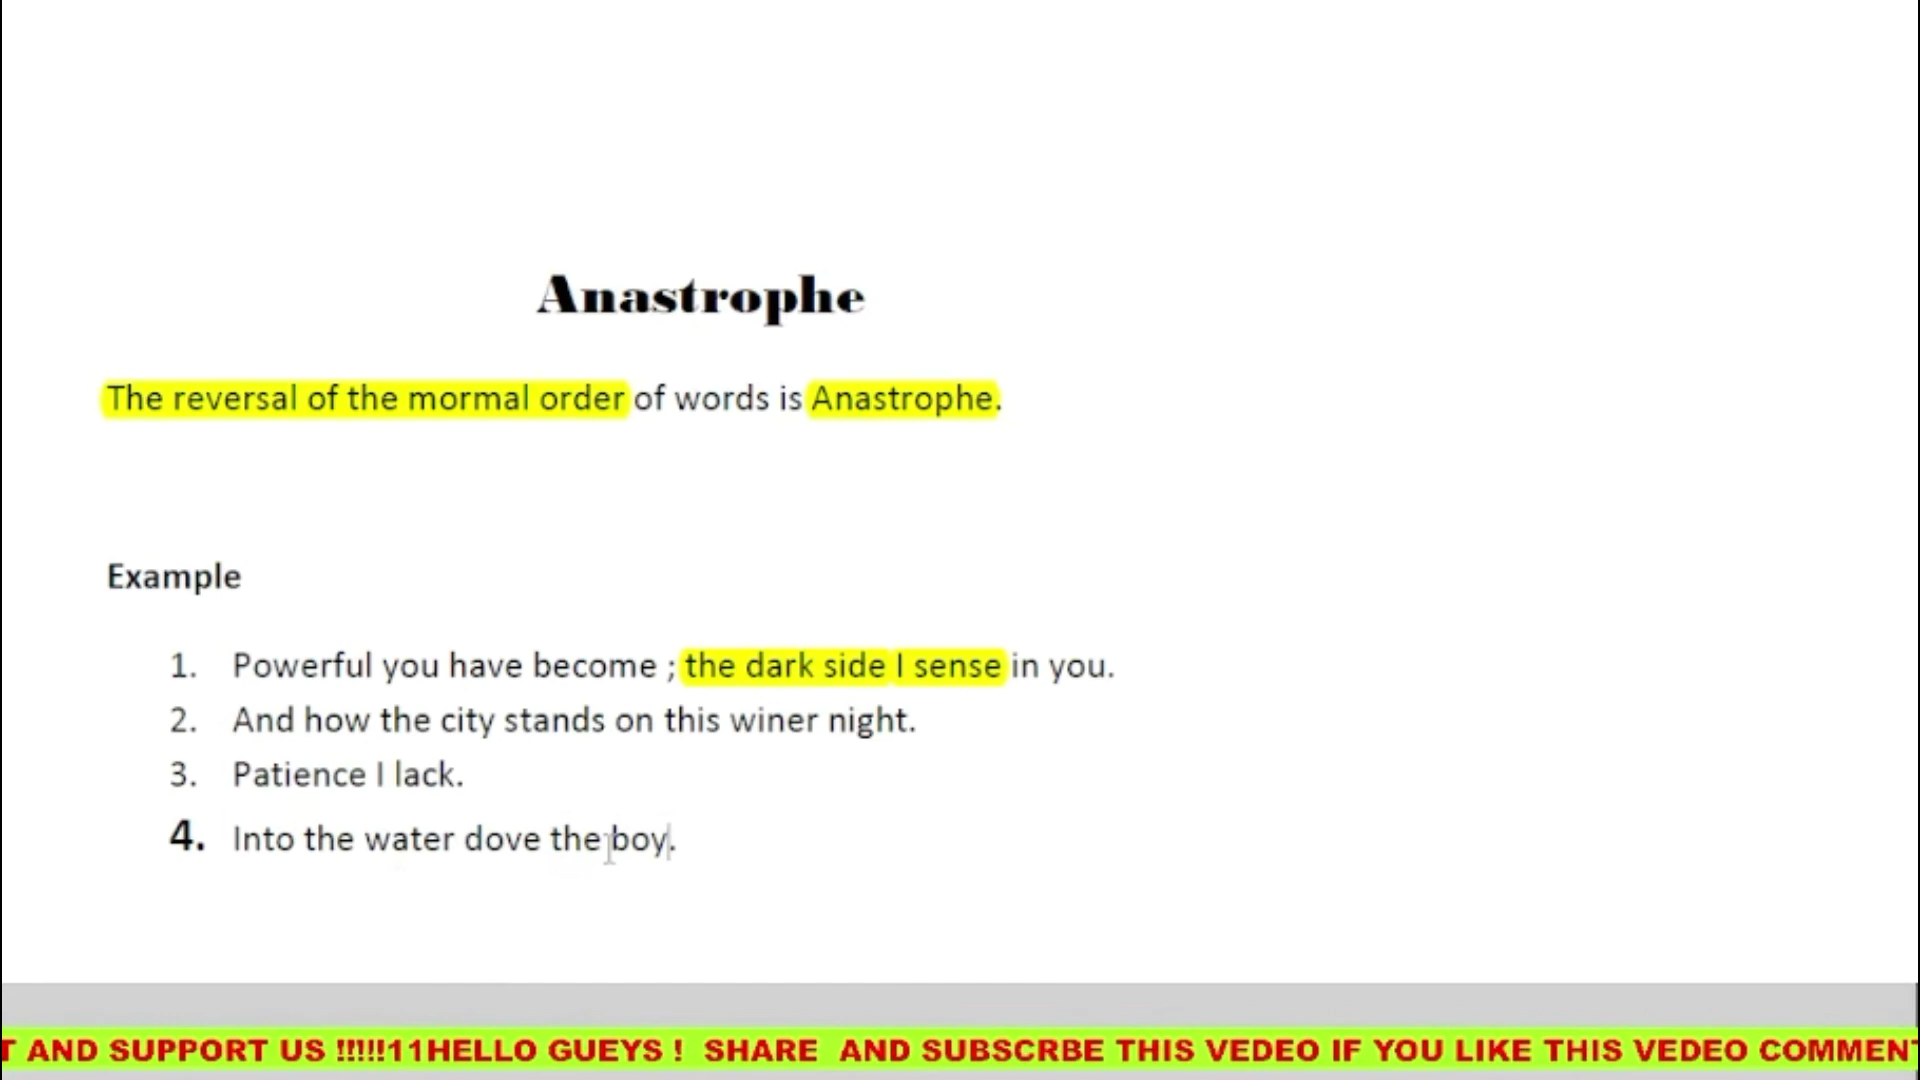 Anastrophe
The reversal of the mormal order of words is Anastrophe.
Example
1. Powerful you have become ; the dark side I sense in you.
2. And how the city stands on this winer night.
3. Patience I lack.
4. Into the water dove the boy.
T AND SUPPORT US !!!!!11HELLO GUEYS ! SHARE AND SUBSCRBE THIS VEDEO IF YOU LIKE THIS VEDEO COMMENT